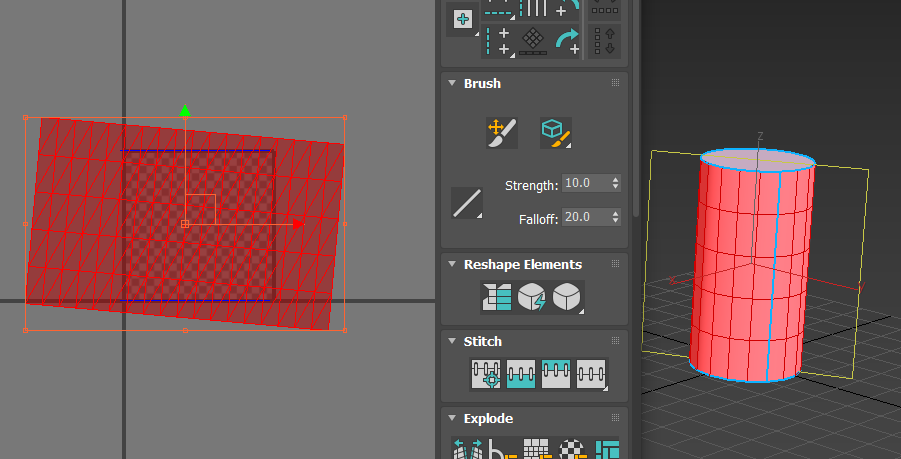 Brush
Strength: 10.0
Falloff: 20.0
Reshape Elements
Stitch
Explode
Z